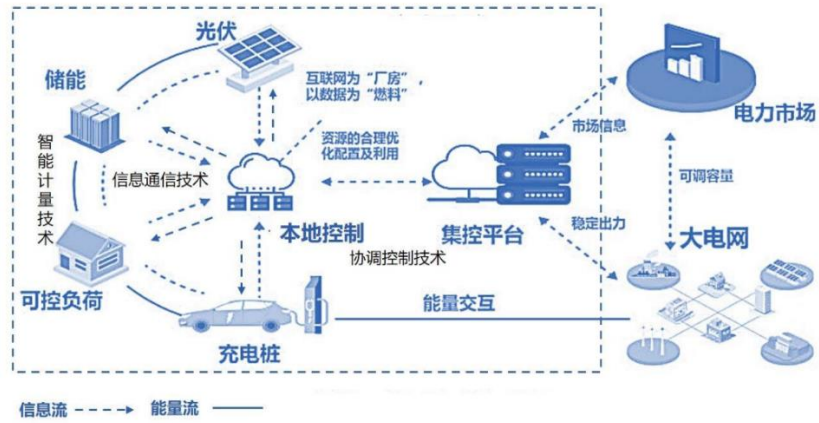 光伏
储能
互联网为“厂房”，
以数据为“燃料”
电力市场
市场信息
资源的合理优
化配置及利用
智能计量技术
信息通信技术
可调容量
本地控制
集控平台
稳定出力
大电网
协调控制技术
可控负荷
能量交互
充电桩
信息流
能量流